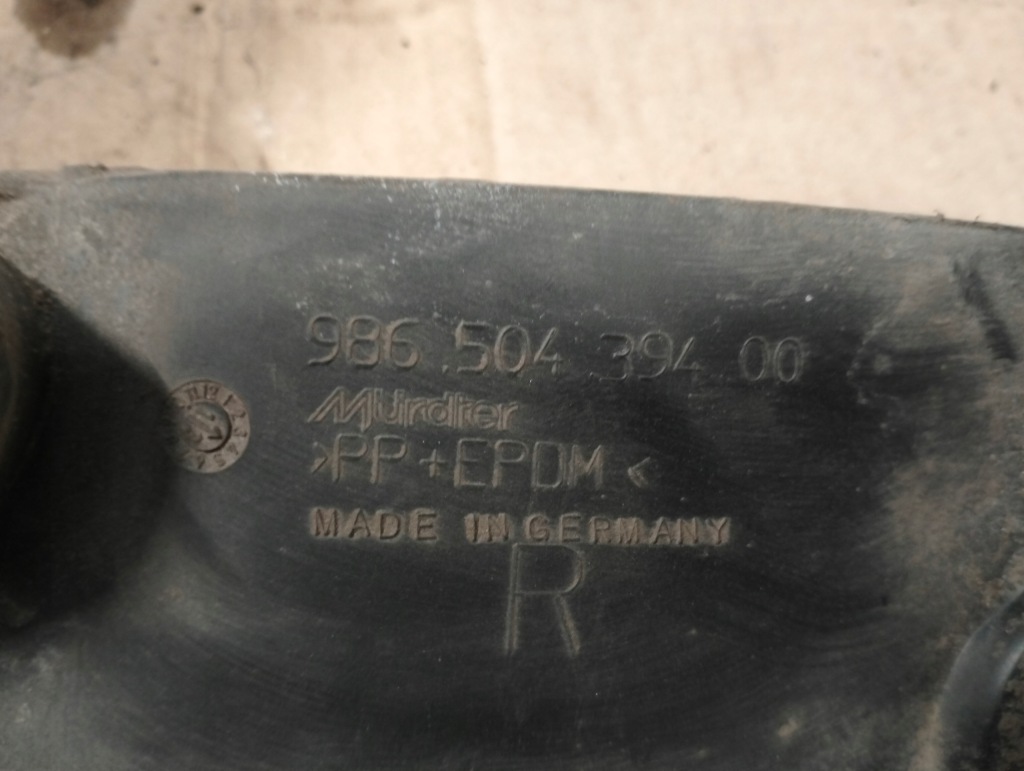 986.504 394 00
Mürdter
>PP+EPDM<
MADE IN GERMANY
R